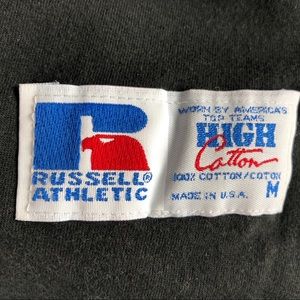 RUSSELL®
ATHLETIC
WORN BY AMERICA'S
TOP TEAMS
HIGH
Cotton
100% COTTON/COTON
MADE IN U.S.A. M